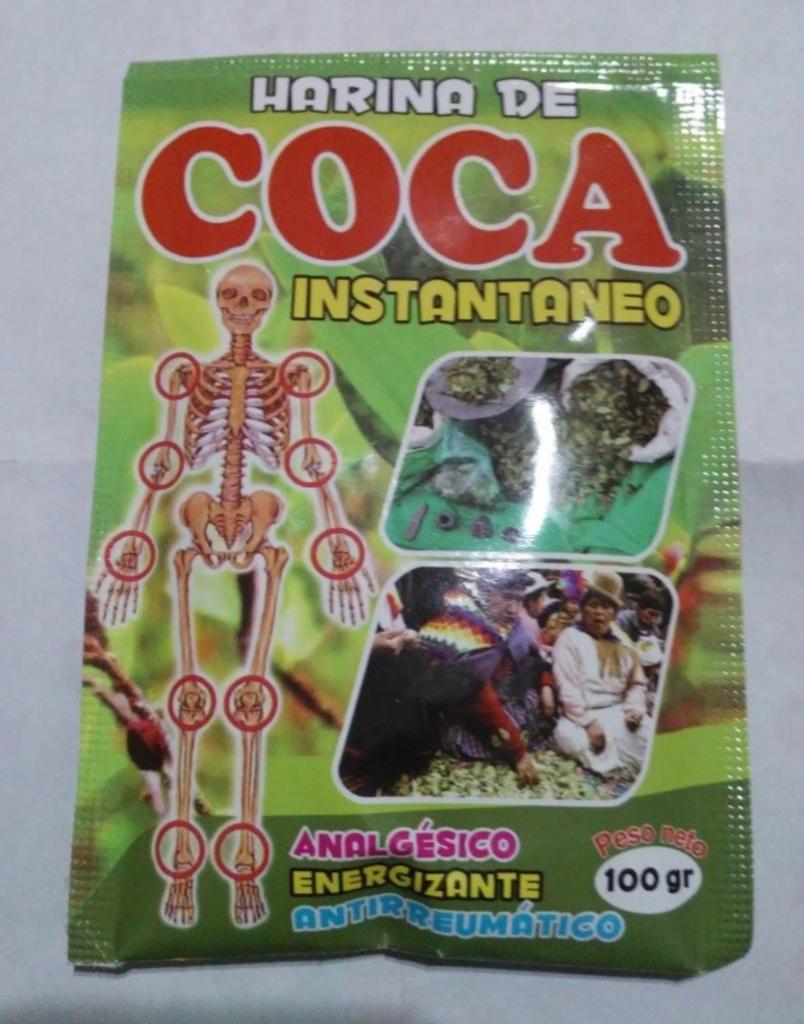 HARINA DE
COCA
INSTANTANEO
ANALGÉSICO
ENERGIZANTE
ANTIRREUMÁTICO
Peso neto
100 gr